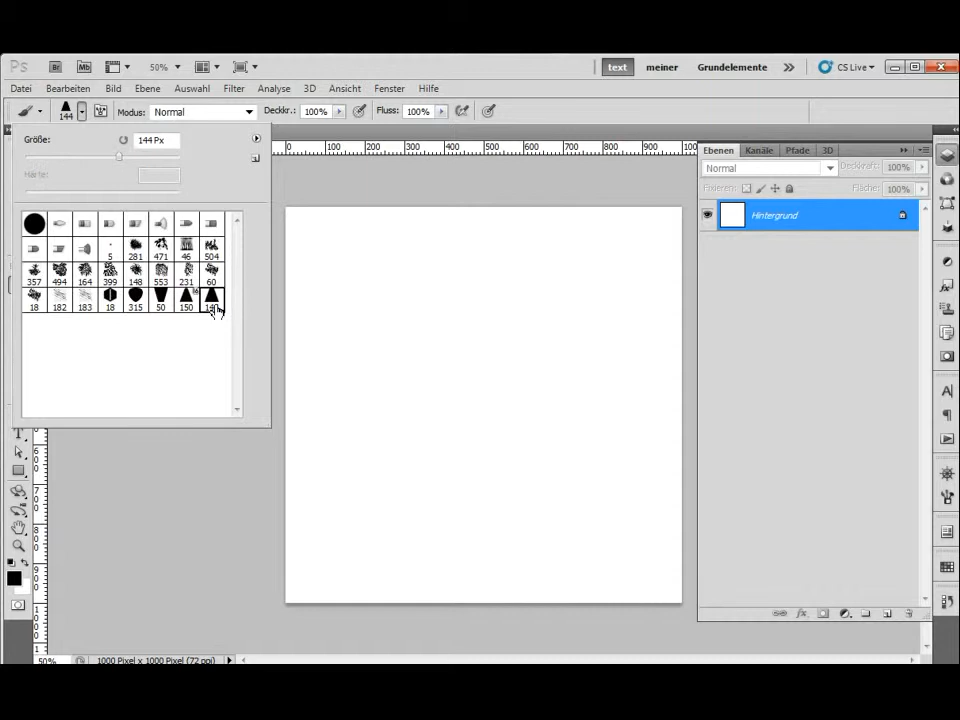 Ps Br Mb 50% text meiner Grundelemente CS Live
Datei Bearbeiten Bild Ebene Auswahl Filter Analyse 3D Ansicht Fenster Hilfe
144 Modus: Normal Deckkr.: 100% Fluss: 100%
Größe: 144 Px
Härte:
5 281 471 46 504
357 494 164 399 148 553 231 60
18 182 183 18 315 50 150
0 100 200 300 400 500 600 700 800 900
Ebenen Kanäle Pfade 3D
Normal Deckkraft: 100%
Fixieren: Fläche: 100%
Hintergrund
50% 1000 Pixel x 1000 Pixel (72 ppi)